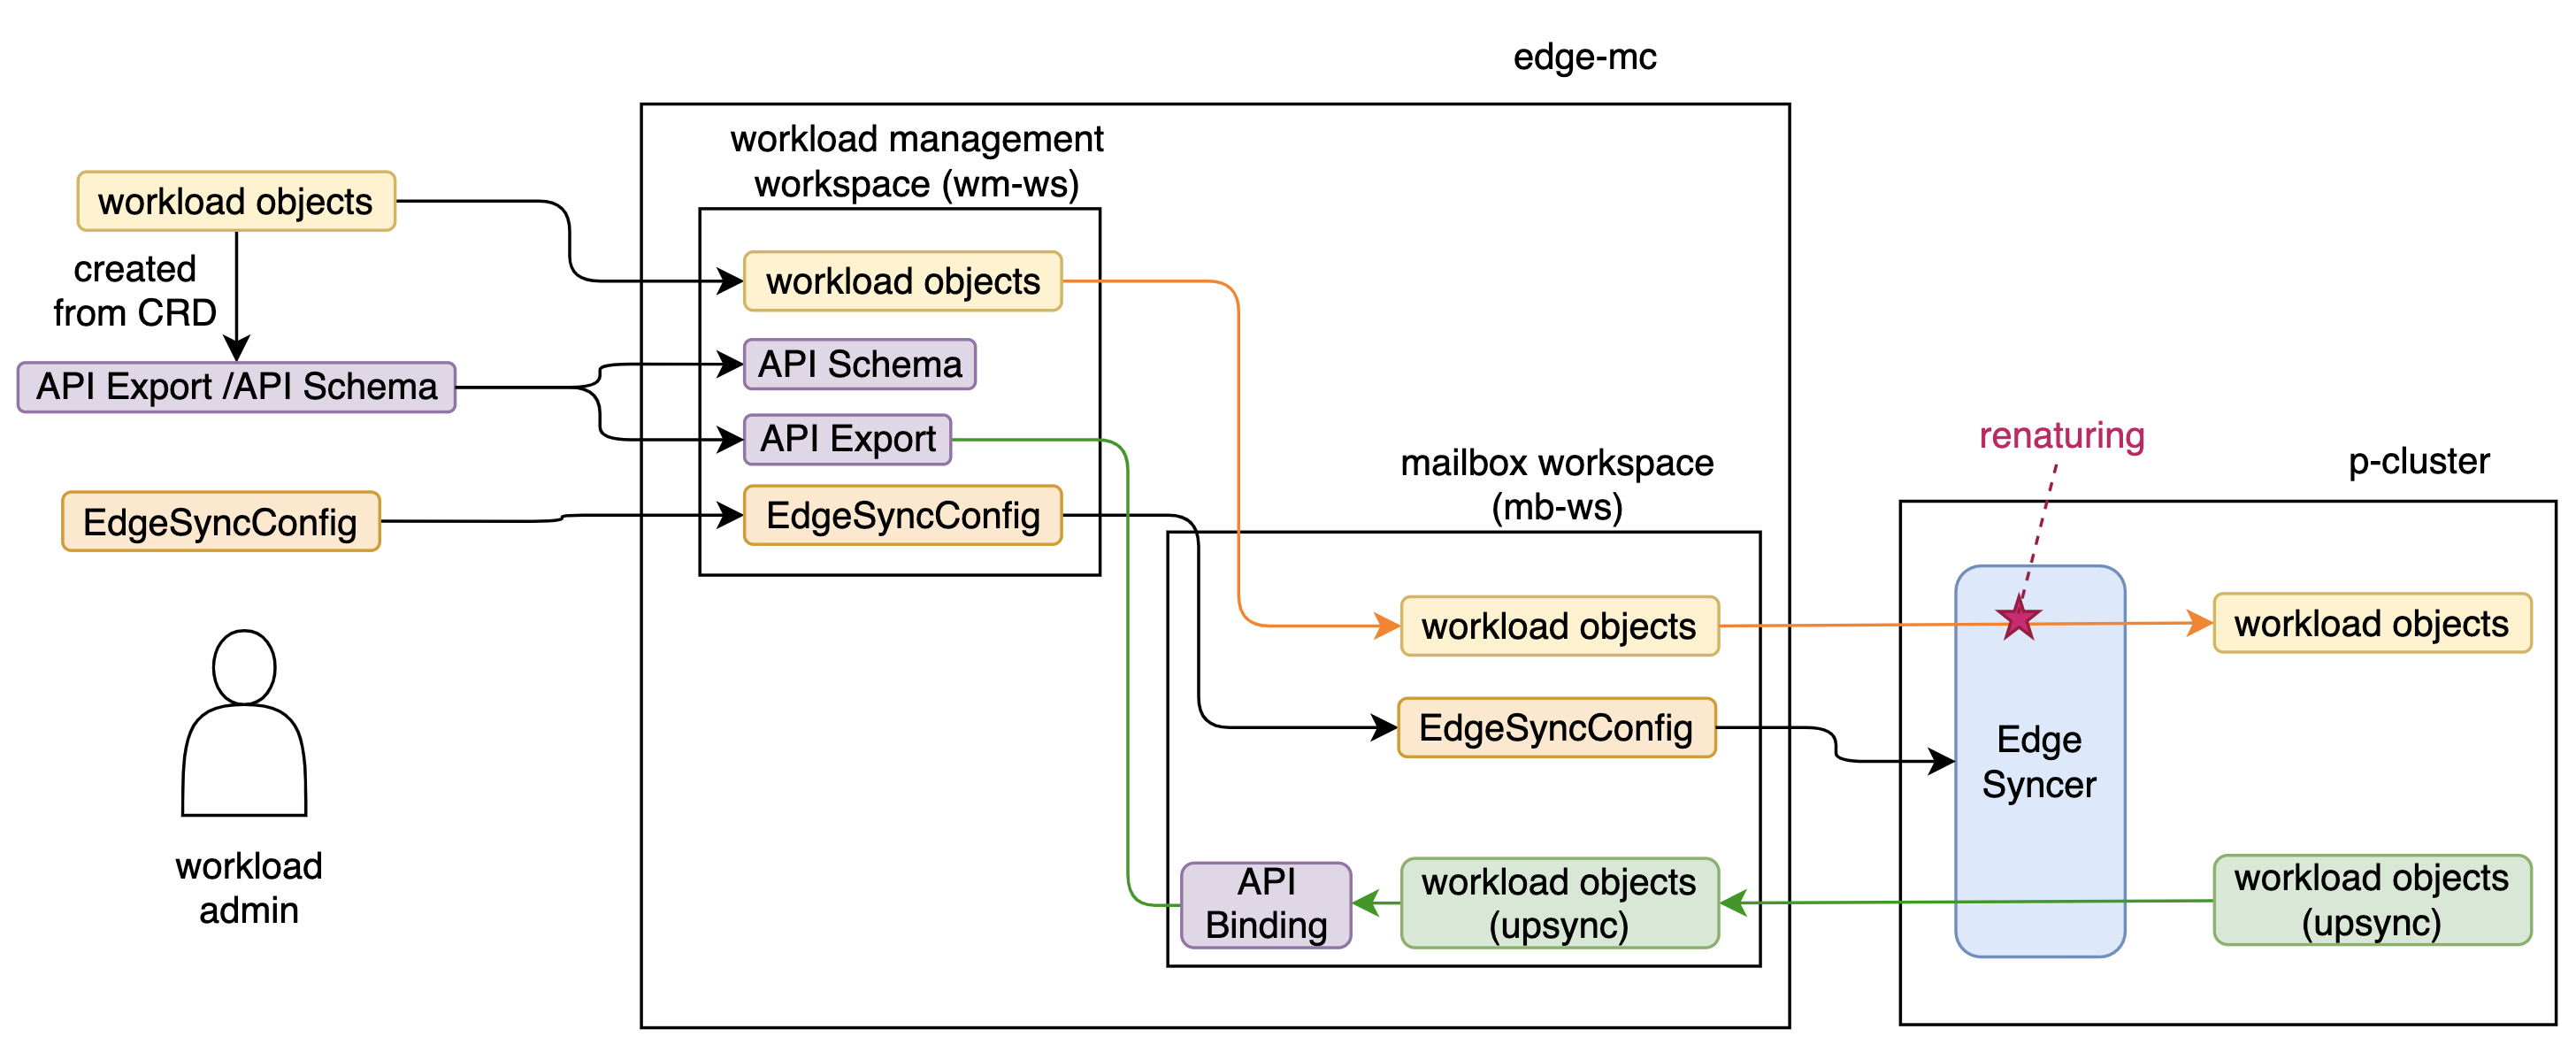 edge-mc
workload management
workspace (wm-ws)
workload objects
created
from CRD
API Export /API Schema
EdgeSyncConfig
workload
admin
workload objects
API Schema
API Export
EdgeSyncConfig
mailbox workspace
(mb-ws)
workload objects
EdgeSyncConfig
API
Binding
workload objects
(upsync)
renaturing
p-cluster
Edge
Syncer
workload objects
workload objects
(upsync)